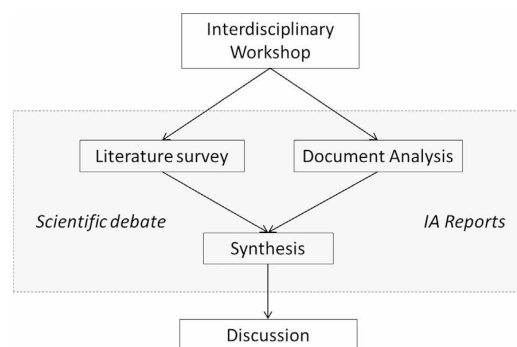 Interdisciplinary
Workshop
Literature survey
Document Analysis
Scientific debate
IA Reports
Synthesis
Discussion